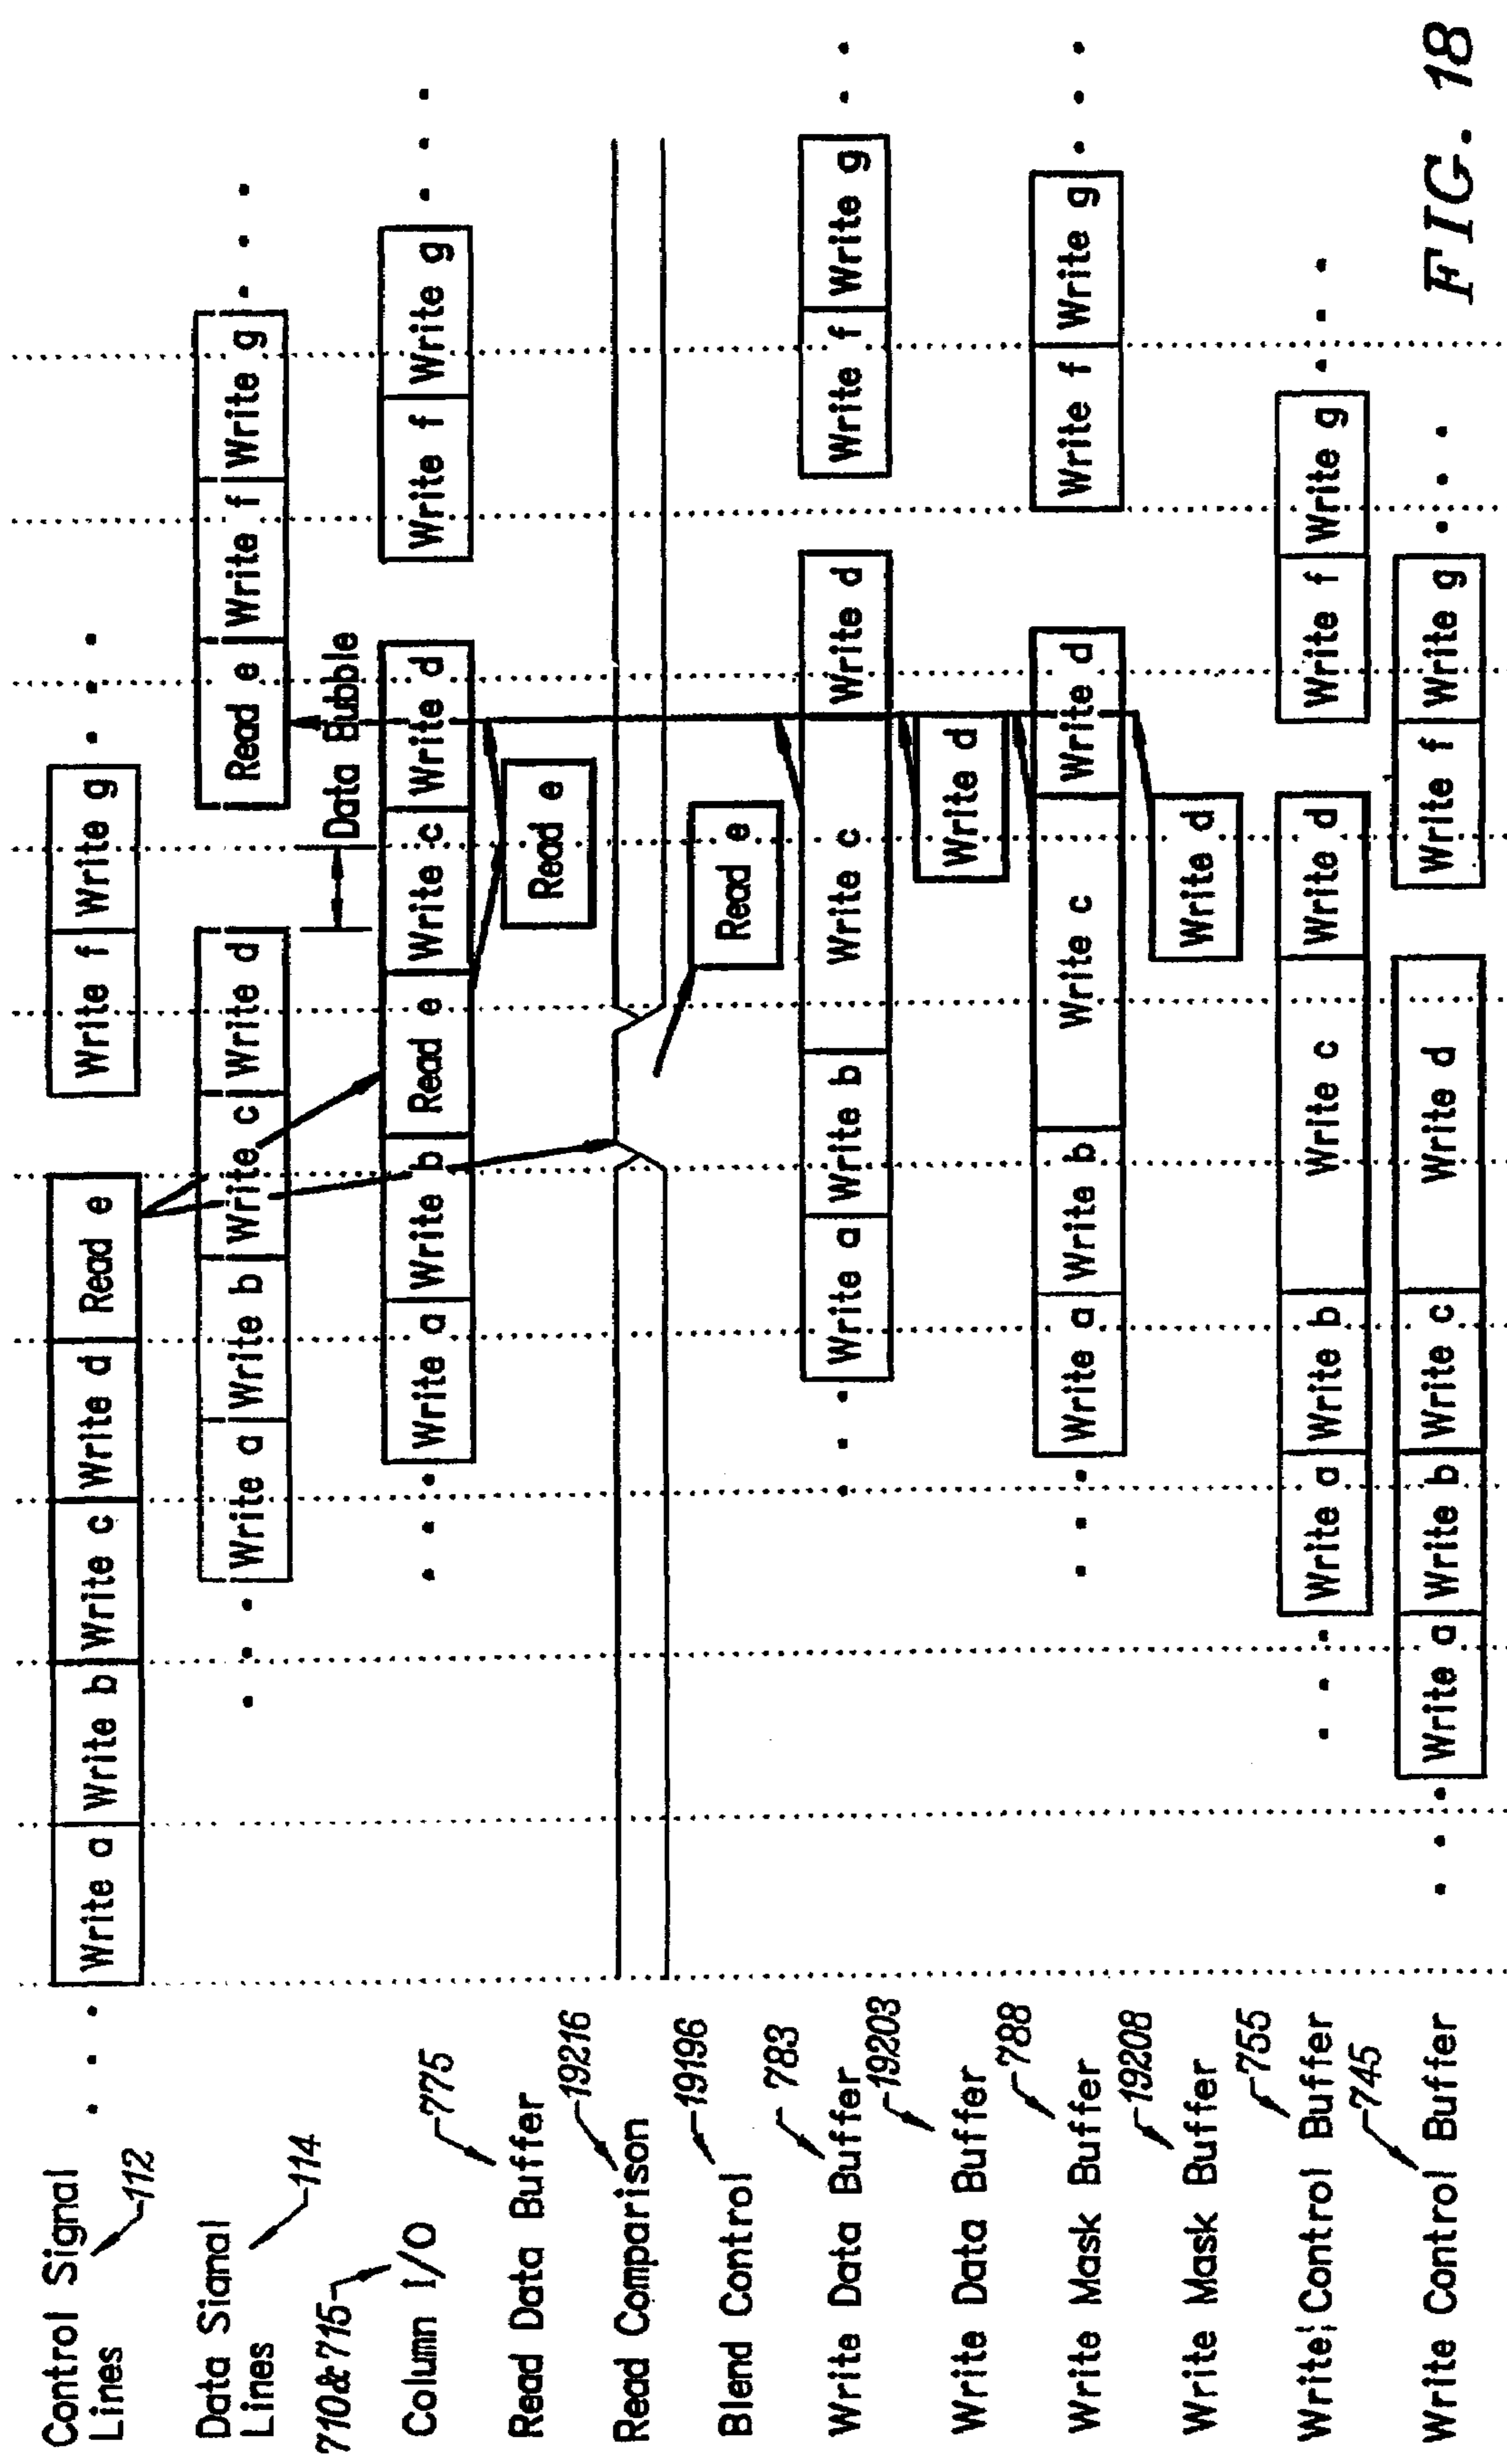 Control Signal
Lines
112
. . . Write a Write b Write c Write d Read e Write f Write g . . .
Data Sianal
Lines
114
. . . Write a Write b Write c Write d Read e Write f Write g . . .
Data Bubble
710&715
Column I/O
. . . Write a Write b Read e Write c Write d Write f Write g . . .
775
Read Data Buffer
Read e
19216
Read Comparison
19196
Blend Control
Read e
783
Write Data Buffer
. . . Write a Write b Write c Write d Write f Write g . . .
19203
Write Data Buffer
Write d
788
Write Mask Buffer
. . . Write a Write b Write c Write d Write f Write g . . .
19208
Write Mask Buffer
Write d
755
Write Control Buffer
. . . Write a Write b Write c Write d Write f Write g . . .
745
Write Control Buffer
. . . Write a Write b Write c Write d Write f Write g . . .
FIG. 18